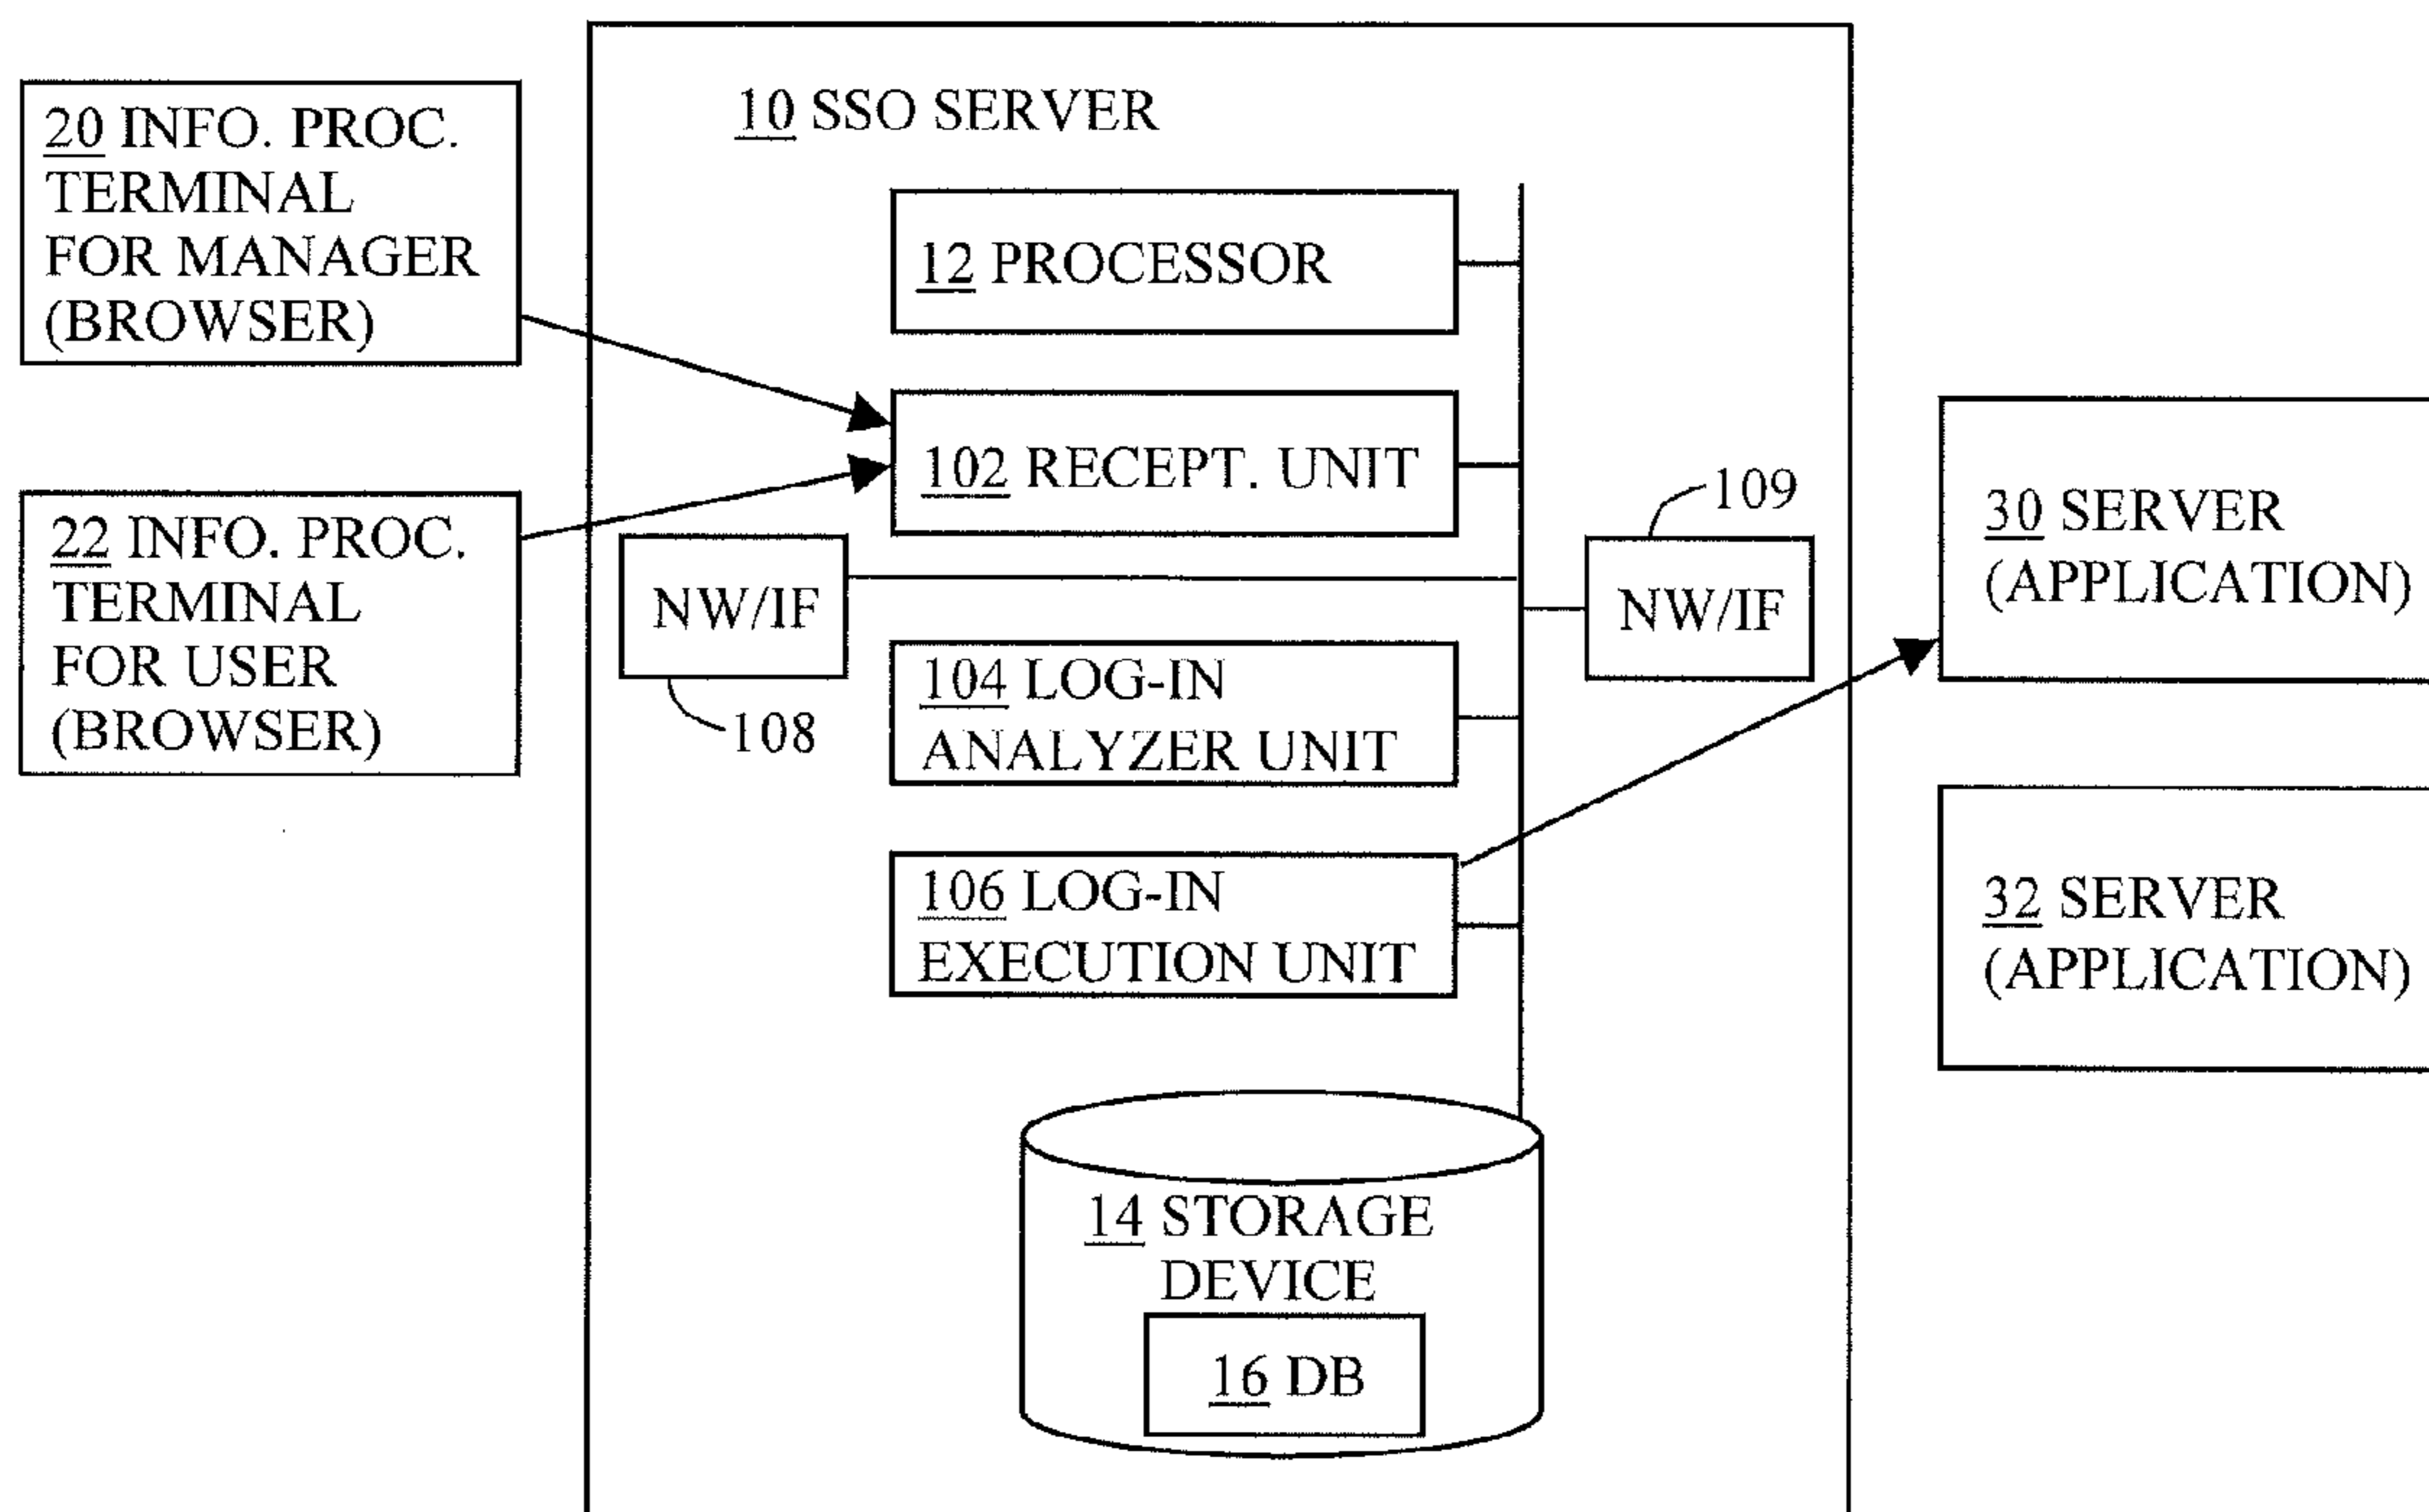 20 INFO. PROC.
TERMINAL
FOR MANAGER
(BROWSER)
22 INFO. PROC.
TERMINAL
FOR USER
(BROWSER)
10 SSO SERVER
12 PROCESSOR
102 RECEPT. UNIT
NW/IF
108
109
NW/IF
104 LOG-IN
ANALYZER UNIT
106 LOG-IN
EXECUTION UNIT
14 STORAGE
DEVICE
16 DB
30 SERVER
(APPLICATION)
32 SERVER
(APPLICATION)